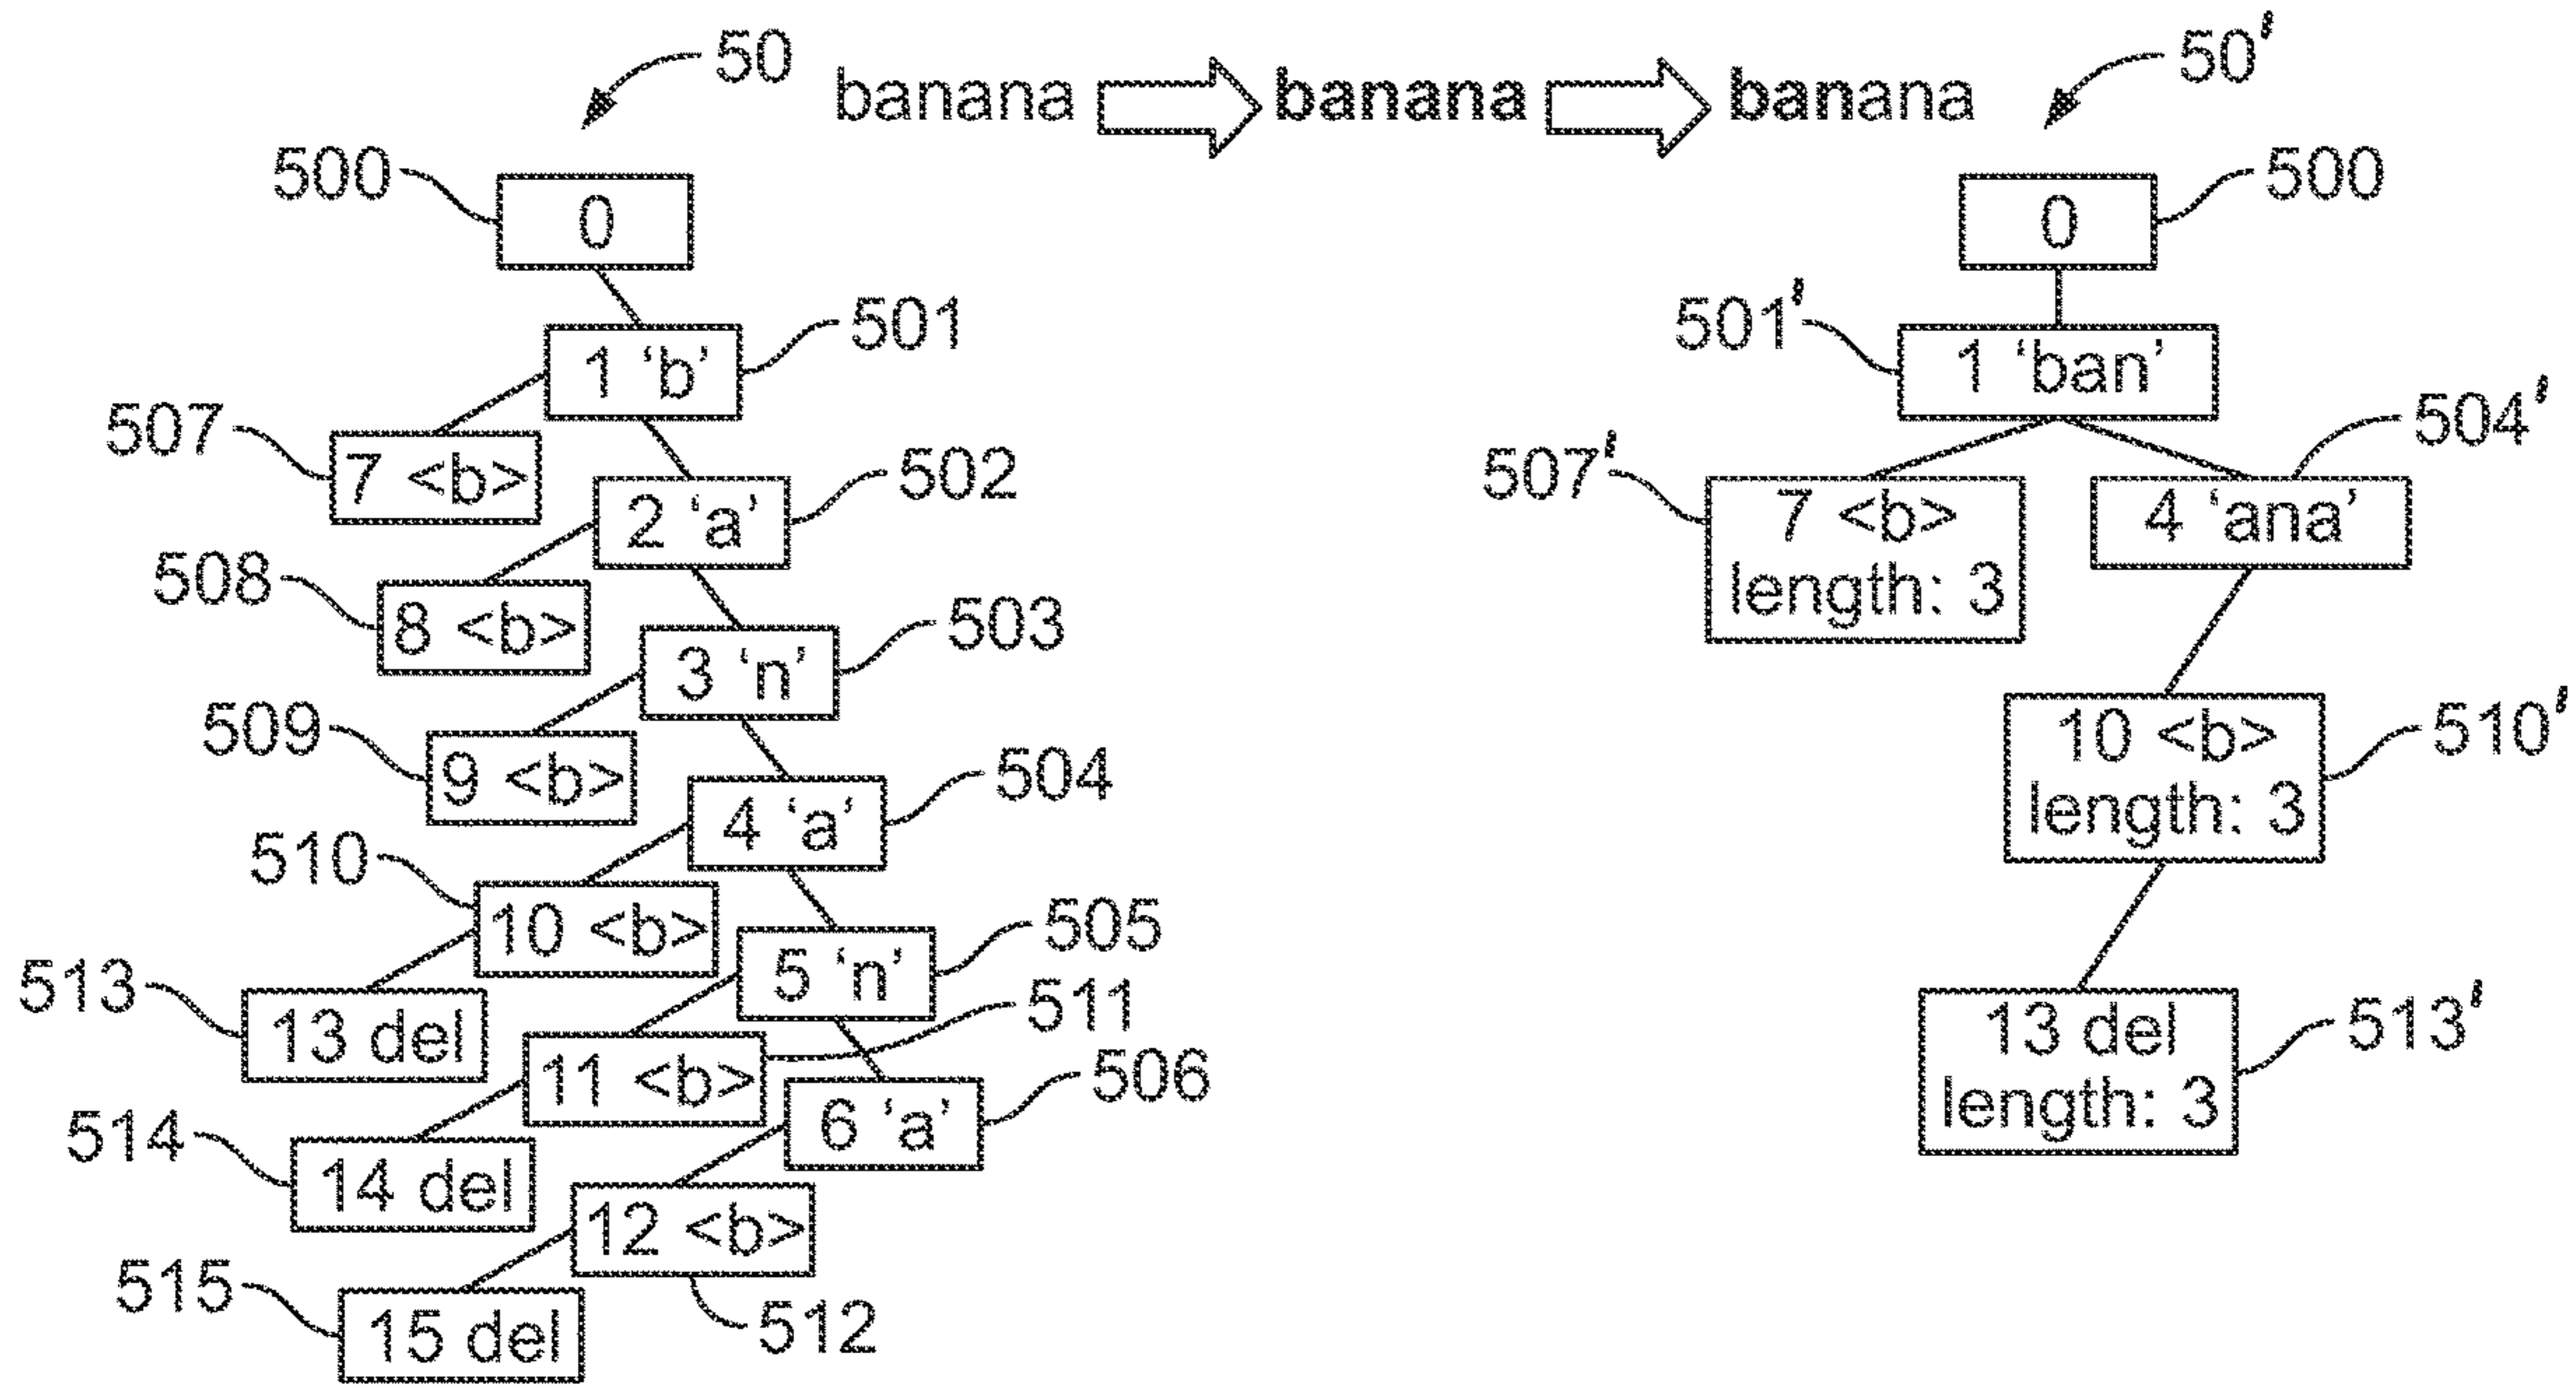 50
banana banana banana
50'
500
0
0
500
501
1 'b'
501'
1 'ban'
507
7 <b>
502
2 'a'
507'
7 <b>
length: 3
504'
4 'ana'
508
8 <b>
503
3 'n'
509
9 <b>
504
4 'a'
10 <b>
length: 3
510'
510
10 <b>
505
5 'n'
513
13 del
511
11 <b>
506
6 'a'
13 del
length: 3
513'
514
14 del
12 <b>
512
515
15 del